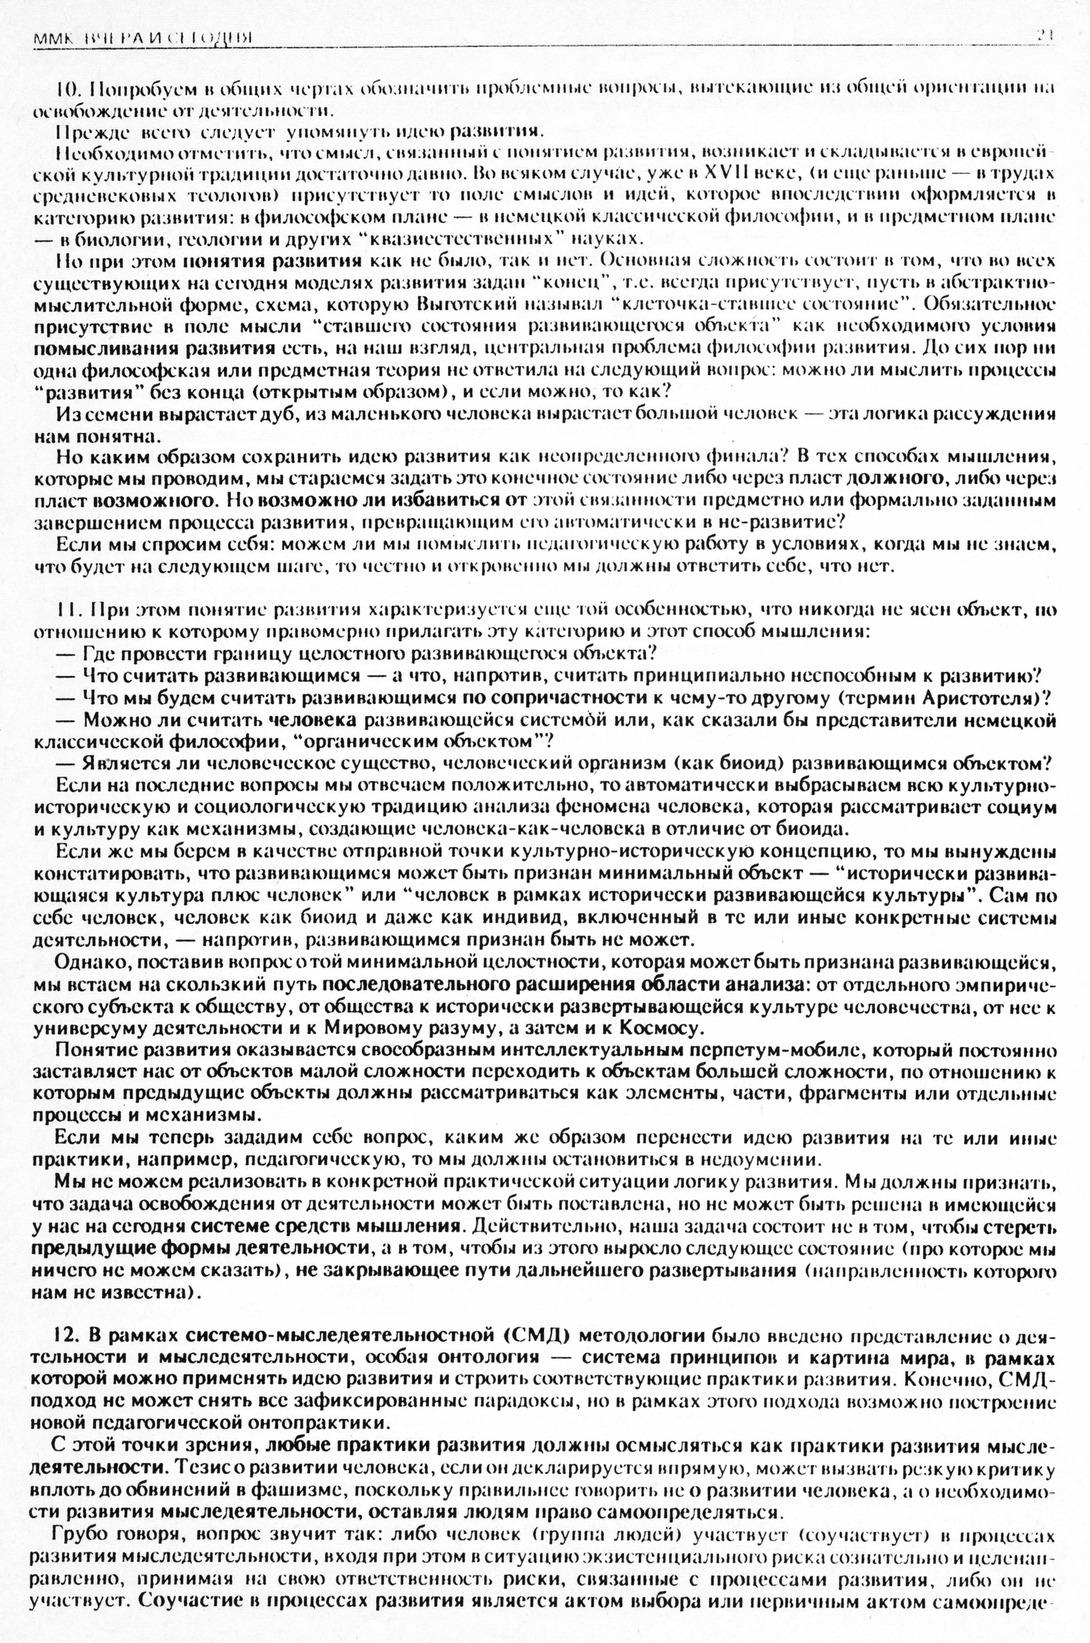 ММК ВЧЕРА И СЕГОДНЯ 21
10. Попробуем в общих чертах обозначить проблемные вопросы, вытекающие из общей ориентации на
освобождение от деятельности.
Прежде всего следует упомянуть идею развития.
Необходимо отметить, что смысл, связанный с понятием развития, возникает и складывается в европей-
ской культурной традиции достаточно давно. Во всяком случае, уже в XVII веке, (и еще раньше — в трудах
средневековых теологов) присутствует то поле смыслов и идей, которое впоследствии оформляется в
категорию развития: в философском плане — в немецкой классической философии, и в предметном плане
— в биологии, геологии и других “квазиестественных” науках.
Но при этом понятия развития как не было, так и нет. Основная сложность состоит в том, что во всех
существующих на сегодня моделях развития задан “конец”, т.е. всегда присутствует, пусть в абстрактно-
мыслительной форме, схема, которую Выготский называл “клеточка-ставшее состояние”. Обязательное
присутствие в поле мысли “ставшего состояния развивающегося объекта” как необходимого условия
помысливания развития есть, на наш взгляд, центральная проблема философии развития. До сих пор ни
одна философская или предметная теория не ответила на следующий вопрос: можно ли мыслить процессы
“развития” без конца (открытым образом), и если можно, то как?
Из семени вырастает дуб, из маленького человека вырастает большой человек — эта логика рассуждения
нам понятна.
Но каким образом сохранить идею развития как неопределенного финала? В тех способах мышления,
которые мы проводим, мы стараемся задать это конечное состояние либо через пласт должного, либо через
пласт возможного. Но возможно ли избавиться от этой связанности предметно или формально заданным
завершением процесса развития, превращающим его автоматически в не-развитие?
Если мы спросим себя: можем ли мы помыслить педагогическую работу в условиях, когда мы не знаем,
что будет на следующем шаге, то честно и откровенно мы должны ответить себе, что нет.
11. При этом понятие развития характеризуется еще той особенностью, что никогда не ясен объект, по
отношению к которому правомерно прилагать эту категорию и этот способ мышления:
— Где провести границу целостного развивающегося объекта?
— Что считать развивающимся — а что, напротив, считать принципиально неспособным к развитию?
— Что мы будем считать развивающимся по сопричастности к чему-то другому (термин Аристотеля)?
— Можно ли считать человека развивающейся системой или, как сказали бы представители немецкой
классической философии, “органическим объектом”?
— Является ли человеческое существо, человеческий организм (как биоид) развивающимся объектом?
Если на последние вопросы мы отвечаем положительно, то автоматически выбрасываем всю культурно-
историческую и социологическую традицию анализа феномена человека, которая рассматривает социум
и культуру как механизмы, создающие человека-как-человека в отличие от биоида.
Если же мы берем в качестве отправной точки культурно-историческую концепцию, то мы вынуждены
констатировать, что развивающимся может быть признан минимальный объект — “исторически развива-
ющаяся культура плюс человек” или “человек в рамках исторически развивающейся культуры”. Сам по
себе человек, человек как биоид и даже как индивид, включенный в те или иные конкретные системы
деятельности, — напротив, развивающимся признан быть не может.
Однако, поставив вопрос о той минимальной целостности, которая может быть признана развивающейся,
мы встаем на скользкий путь последовательного расширения области анализа: от отдельного эмпириче-
ского субъекта к обществу, от общества к исторически развертывающейся культуре человечества, от нее к
универсуму деятельности и к Мировому разуму, а затем и к Космосу.
Понятие развития оказывается своеобразным интеллектуальным перпетум-мобиле, который постоянно
заставляет нас от объектов малой сложности переходить к объектам большей сложности, по отношению к
которым предыдущие объекты должны рассматриваться как элементы, части, фрагменты или отдельные
процессы и механизмы.
Если мы теперь зададим себе вопрос, каким же образом перенести идею развития на те или иные
практики, например, педагогическую, то мы должны остановиться в недоумении.
Мы не можем реализовать в конкретной практической ситуации логику развития. Мы должны признать,
что задача освобождения от деятельности может быть поставлена, но не может быть решена в имеющейся
у нас на сегодня системе средств мышления. Действительно, наша задача состоит не в том, чтобы стереть
предыдущие формы деятельности, а в том, чтобы из этого выросло следующее состояние (про которое мы
ничего не можем сказать), не закрывающее пути дальнейшего развертывания (направленность которого
нам не известна).
12. В рамках системо-мыследеятельностной (СМД) методологии было введено представление о дея-
тельности и мыследеятельности, особая онтология — система принципов и картина мира, в рамках
которой можно применять идею развития и строить соответствующие практики развития. Конечно, СМД-
подход не может снять все зафиксированные парадоксы, но в рамках этого подхода возможно построение
новой педагогической онтопрактики.
С этой точки зрения, любые практики развития должны осмысляться как практики развития мысле-
деятельности. Тезис о развитии человека, если он декларируется впрямую, может вызвать резкую критику
вплоть до обвинений в фашизме, поскольку правильнее говорить не о развитии человека, а о необходимо-
сти развития мыследеятельности, оставляя людям право самоопределяться.
Грубо говоря, вопрос звучит так: либо человек (группа людей) участвует (соучаствует) в процессах
развития мыследеятельности, входя при этом в ситуацию экзистенциального риска сознательно и целенап-
равленно, принимая на свою ответственность риски, связанные с процессами развития, либо он не
участвует. Соучастие в процессах развития является актом выбора или первичным актом самоопреде-